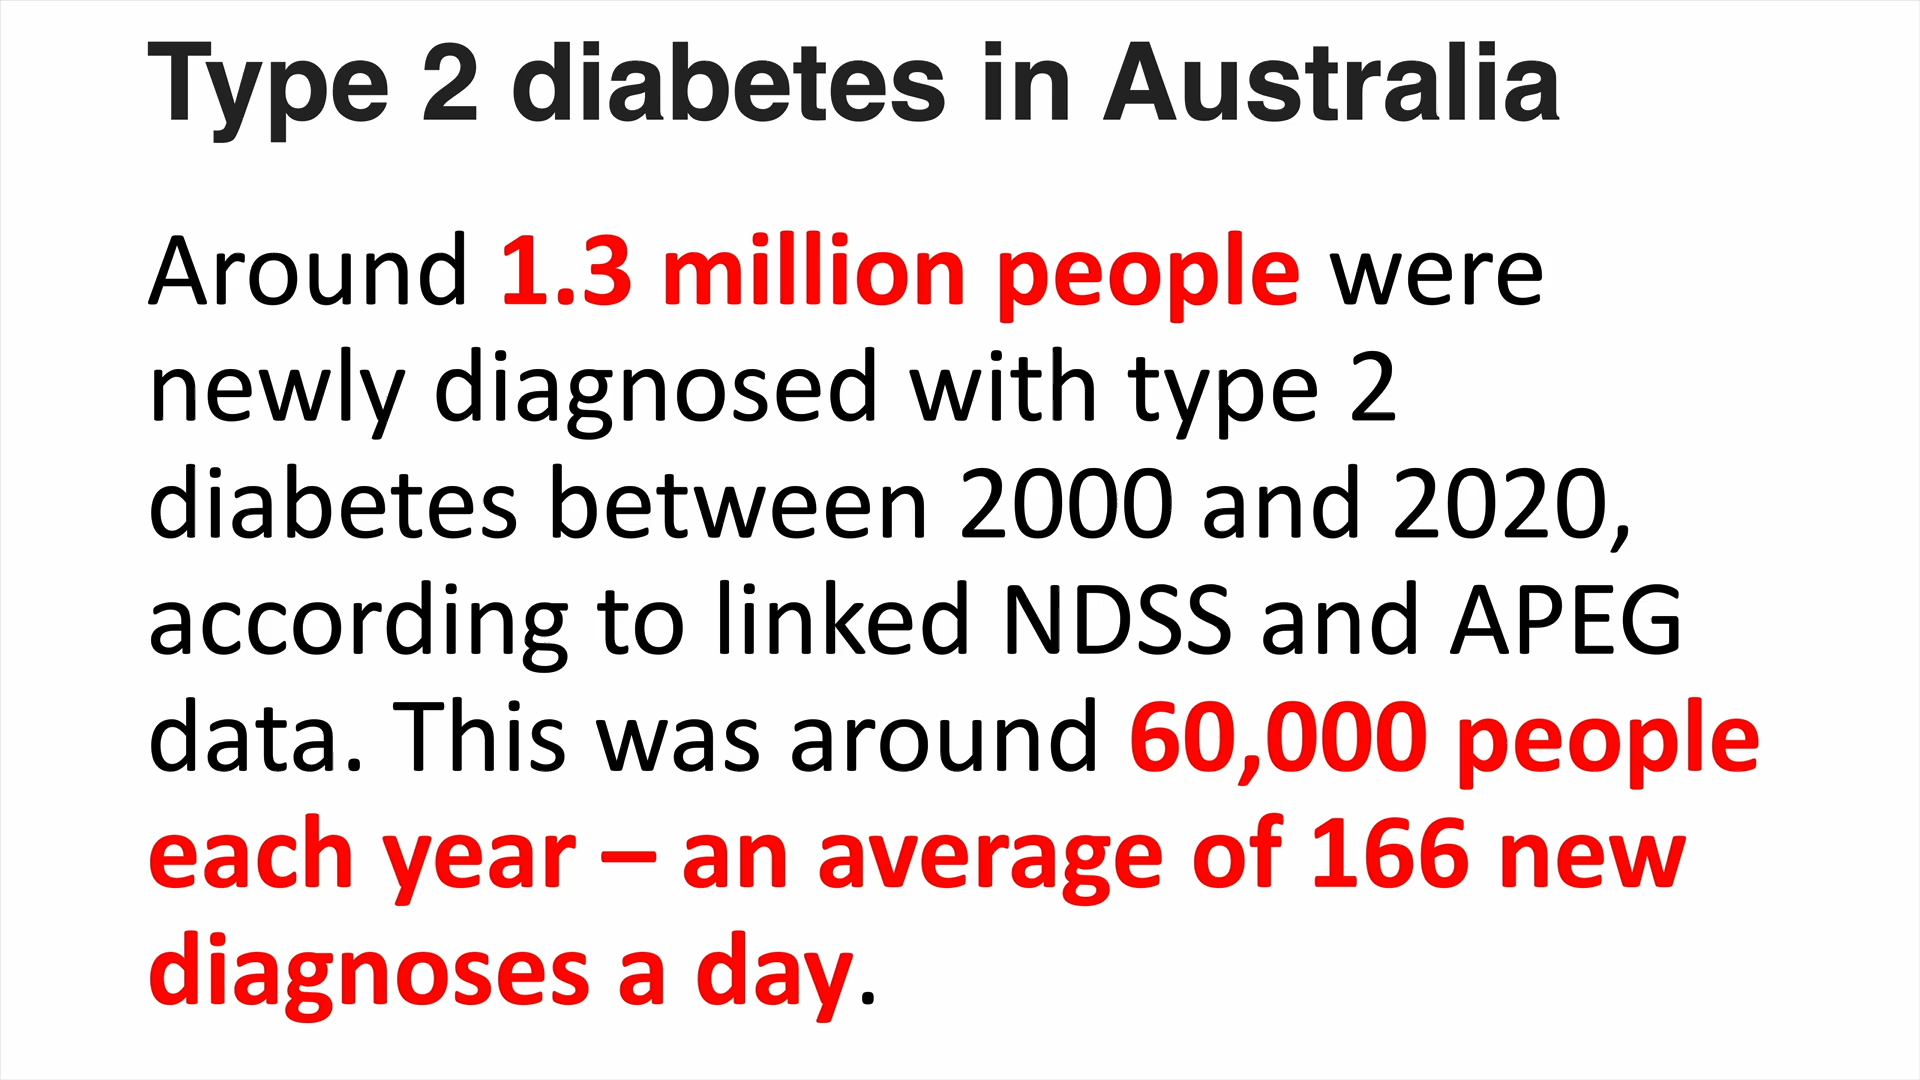 Type 2 diabetes in Australia
Around 1.3 million people were
newly diagnosed with type 2
diabetes between 2000 and 2020,
according to linked NDSS and APEG
data. This was around 60,000 people
each year – an average of 166 new
diagnoses a day.